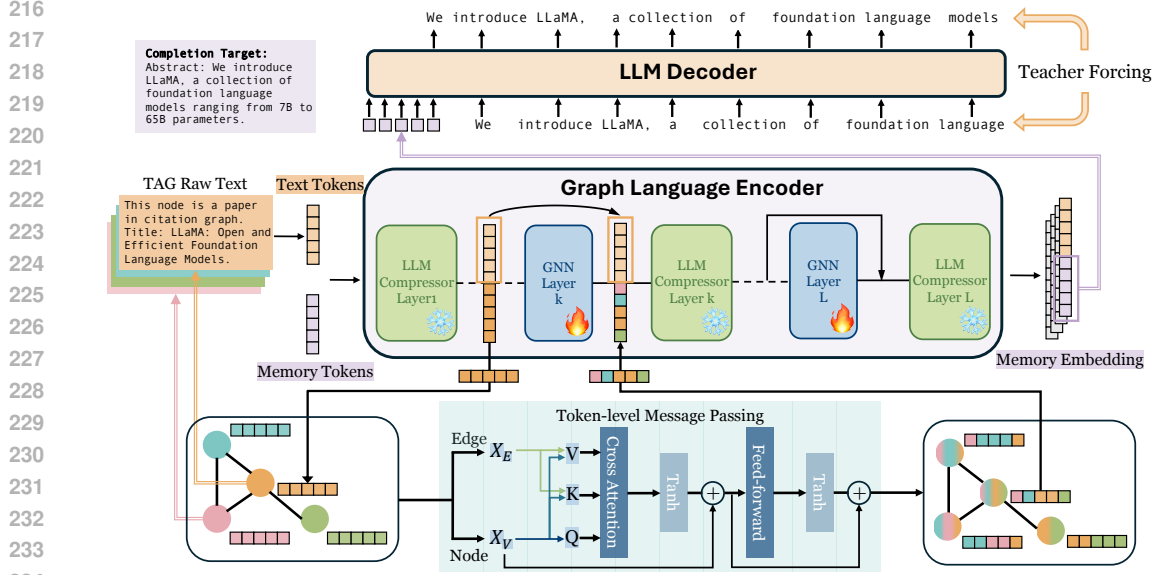 216
217
218
219
220
221
222
223
224
225
226
227
228
229
230
231
232
233
We introduce LLaMA, a collection of foundation language models
Completion Target:
Abstract: We introduce
LLaMA, a collection of
foundation language
models ranging from 7B to
65B parameters.
LLM Decoder
Teacher Forcing
We introduce LLaMA, a collection of foundation language
TAG Raw Text
This node is a paper
in citation graph.
Title: LLaMA: Open and
Efficient Foundation
Language Models.
Text Tokens
Memory Tokens
Graph Language Encoder
LLM
Compressor
Layer1
GNN
Layer
k
LLM
Compressor
Layer k
GNN
Layer
L
LLM
Compressor
Layer L
Memory Embedding
Token-level Message Passing
Edge
X_E
Node
X_V
V
K
Q
Cross Attention
Tanh
+
Feed-forward
Tanh
+